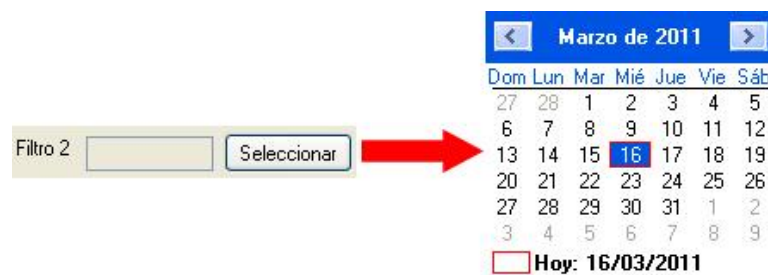 Filtro 2
Seleccionar
Marzo de 2011
Dom Lun Mar Mié Jue Vie Sáb
27 28 1 2 3 4 5
6 7 8 9 10 11 12
13 14 15 16 17 18 19
20 21 22 23 24 25 26
27 28 29 30 31 1 2
3 4 5 6 7 8 9
Hoy: 16/03/2011